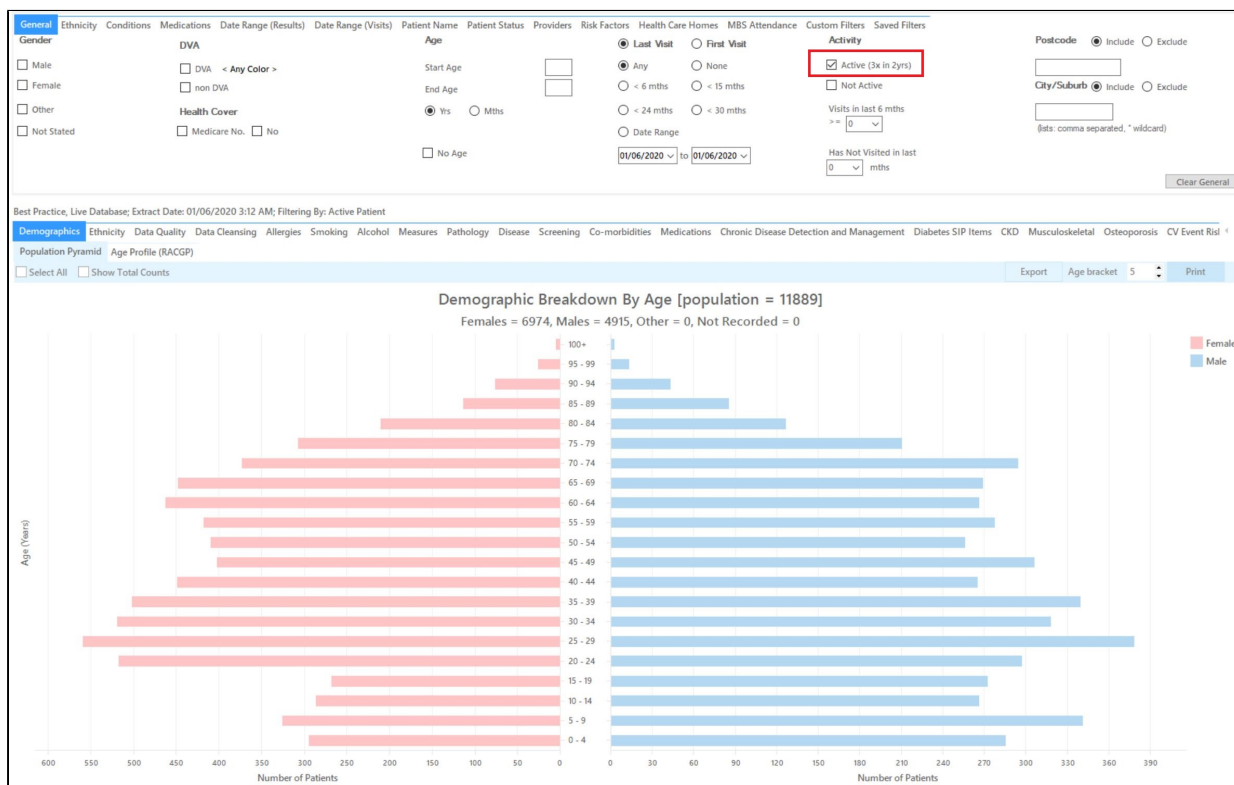 General Ethnicity Conditions Medications Date Range (Results) Date Range (Visits) Patient Name Patient Status Providers Risk Factors Health Care Homes MBS Attendance Custom Filters Saved Filters
Gender
Male
Female
Other
Not Stated
DVA
DVA < Any Color >
non DVA
Health Cover
Medicare No. No
Age
Start Age
End Age
Yrs Mths
No Age
Last Visit First Visit
Any None
< 6 mths < 15 mths
< 24 mths < 30 mths
Date Range
01/06/2020 to 01/06/2020
Activity
Active (3x in 2yrs)
Not Active
Visits in last 6 mths
>= 0
Has Not Visited in last
0 mths
Postcode Include Exclude
City/Suburb Include Exclude
(lists: comma separated, * wildcard)
Clear General
Best Practice, Live Database; Extract Date: 01/06/2020 3:12 AM; Filtering By: Active Patient
Demographics Ethnicity Data Quality Data Cleansing Allergies Smoking Alcohol Measures Pathology Disease Screening Co-morbidities Medications Chronic Disease Detection and Management Diabetes SIP Items CKD Musculoskeletal Osteoporosis CV Event Risl
Population Pyramid Age Profile (RACGP)
Select All Show Total Counts Export Age bracket 5 Print
Demographic Breakdown By Age [population = 11889]
Females = 6974, Males = 4915, Other = 0, Not Recorded = 0
Female
Male
Age (Years)
100+
95 - 99
90 - 94
85 - 89
80 - 84
75 - 79
70 - 74
65 - 69
60 - 64
55 - 59
50 - 54
45 - 49
40 - 44
35 - 39
30 - 34
25 - 29
20 - 24
15 - 19
10 - 14
5 - 9
0 - 4
600 550 500 450 400 350 300 250 200 150 100 50 0
0 30 60 90 120 150 180 210 240 270 300 330 360 390
Number of Patients
Number of Patients